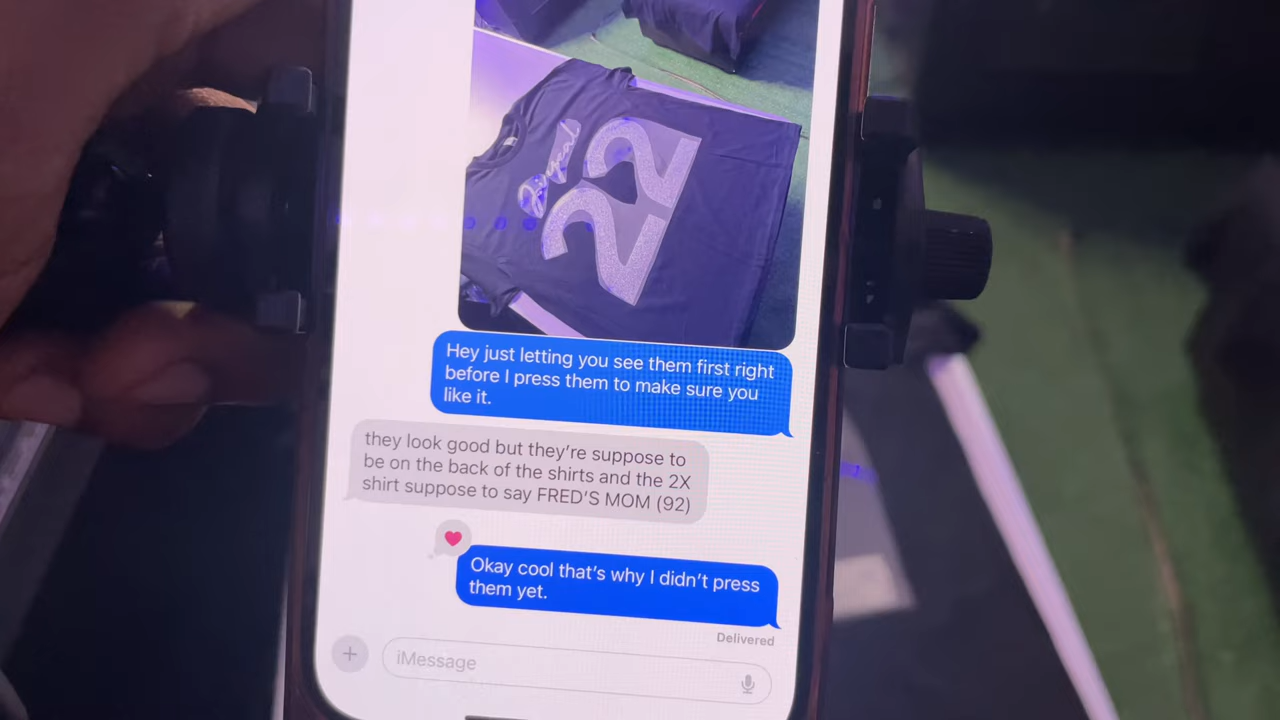 22
Hey just letting you see them first right
before I press them to make sure you
like it.
they look good but they're suppose to
be on the back of the shirts and the 2X
shirt suppose to say FRED'S MOM (92)
Okay cool that's why I didn't press
them yet.
Delivered
iMessage